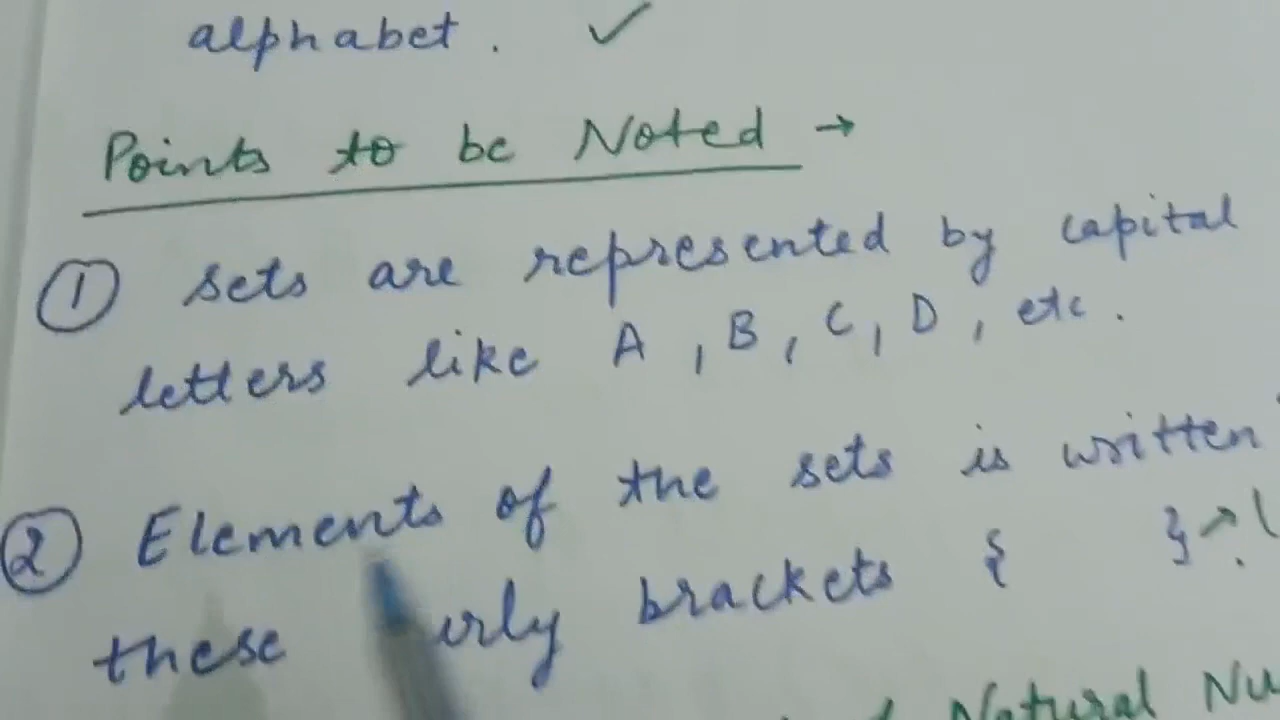 alphabet. ✓
Points to be Noted →
① sets are represented by capital
letters like A, B, C, D, etc.
② Elements of the sets is written
these brackets { } →
Natural